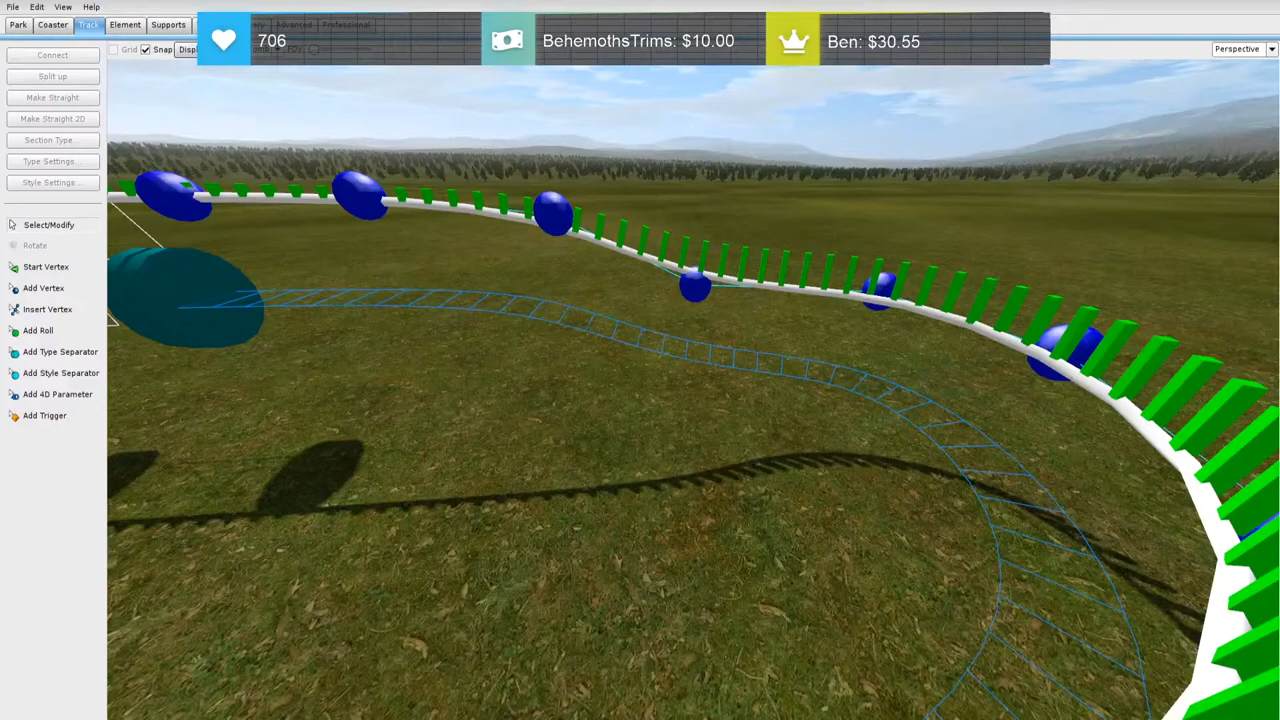 File Edit View Help
Park Coaster Track Element Supports Advanced Professional
706
BehemothsTrims: $10.00
Ben: $30.55
Grid Snap Perspective
Connect
Split up
Make Straight
Make Straight 2D
Section Type...
Type Settings...
Style Settings...
Select/Modify
Rotate
Start Vertex
Add Vertex
Insert Vertex
Add Roll
Add Type Separator
Add Style Separator
Add 4D Parameter
Add Trigger